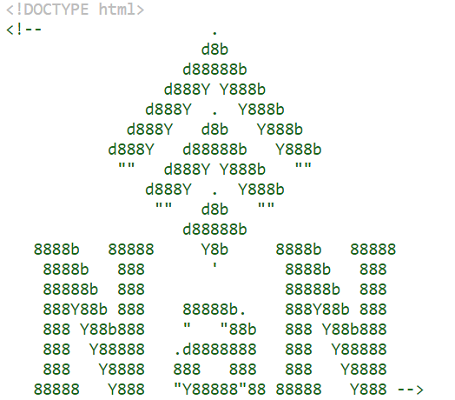 <!DOCTYPE html>
<!--                  .
                     d8b
                   d88888b
                 d888Y Y888b
               d888Y  .  Y888b
             d888Y   d8b   Y888b
           d888Y   d88888b   Y888b
            ""   d888Y Y888b   ""
               d888Y  .  Y888b
                ""   d8b   ""
                   d88888b
   8888b   88888     Y8b     8888b   88888
    8888b   888       '       8888b   888
    88888b  888               88888b  888
    888Y88b 888    88888b.    888Y88b 888
    888 Y88b888    "   "88b   888 Y88b888
    888  Y88888   .d8888888   888  Y88888
    888   Y8888   888   888   888   Y8888
   88888   Y888   "Y88888"88 88888   Y888 -->